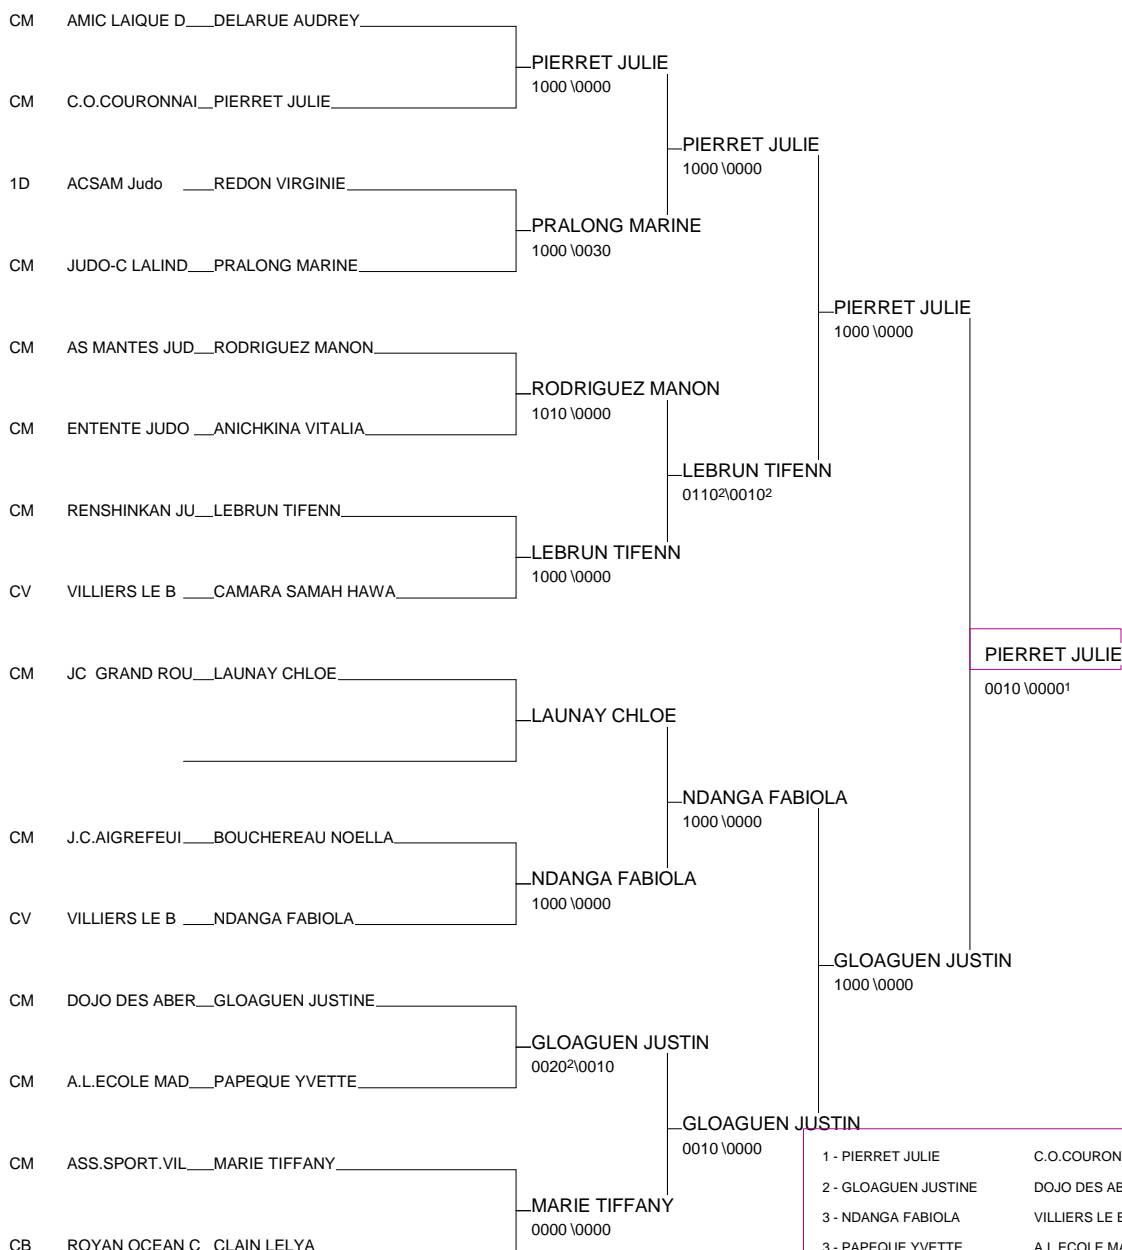 CM AMIC LAIQUE D DELARUE AUDREY
PIERRET JULIE
1000 \0000
CM C.O.COURONNAI PIERRET JULIE
PIERRET JULIE
1000 \0000
1D ACSAM Judo REDON VIRGINIE
PRALONG MARINE
1000 \0030
CM JUDO-C LALIND PRALONG MARINE
PIERRET JULIE
1000 \0000
CM AS MANTES JUD RODRIGUEZ MANON
RODRIGUEZ MANON
1010 \0000
CM ENTENTE JUDO ANICHKINA VITALIA
LEBRUN TIFENN
0110²\0010²
CM RENSHINKAN JU LEBRUN TIFENN
LEBRUN TIFENN
1000 \0000
CV VILLIERS LE B CAMARA SAMAH HAWA
PIERRET JULIE
0010 \0000¹
CM JC GRAND ROU LAUNAY CHLOE
LAUNAY CHLOE
NDANGA FABIOLA
1000 \0000
CM J.C.AIGREFEUI BOUCHEREAU NOELLA
NDANGA FABIOLA
1000 \0000
CV VILLIERS LE B NDANGA FABIOLA
GLOAGUEN JUSTIN
1000 \0000
CM DOJO DES ABER GLOAGUEN JUSTINE
GLOAGUEN JUSTIN
0020²\0010
CM A.L.ECOLE MAD PAPEQUE YVETTE
GLOAGUEN JUSTIN
0010 \0000
CM ASS.SPORT.VIL MARIE TIFFANY
MARIE TIFFANY
0000 \0000
CB ROYAN OCEAN C CLAIN LELYA
1 - PIERRET JULIE C.O.COURON
2 - GLOAGUEN JUSTINE DOJO DES AB
3 - NDANGA FABIOLA VILLIERS LE B
3 - PAPEQUE YVETTE A.L.ECOLE MA